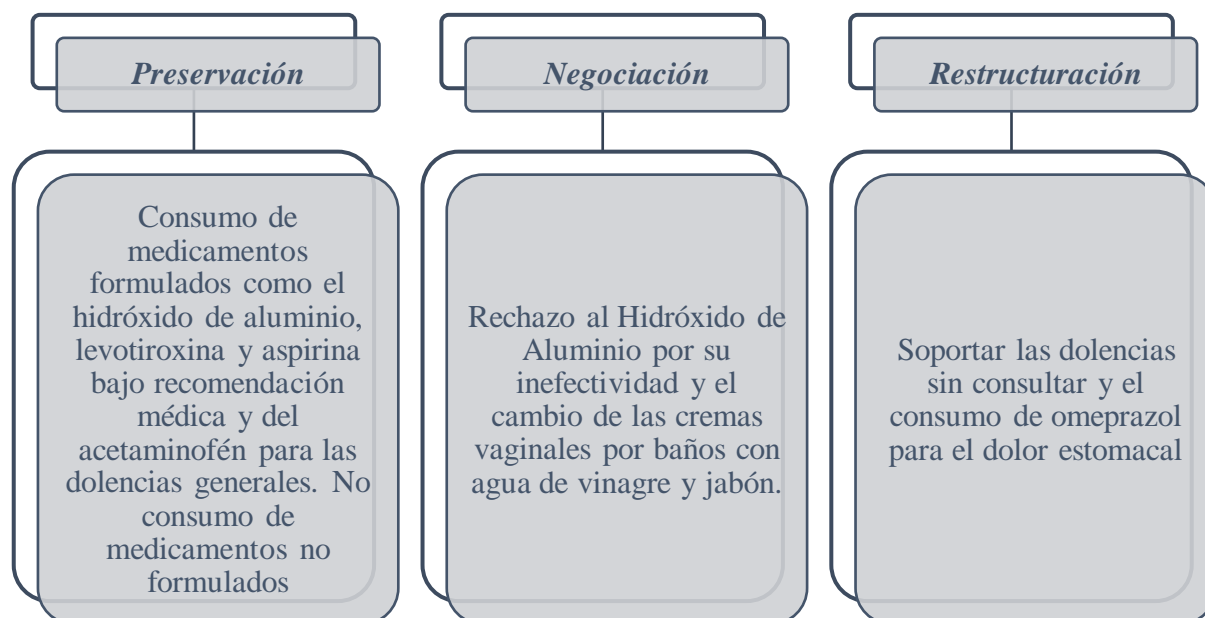 Preservación
Consumo de
medicamentos
formulados como el
hidróxido de aluminio,
levotiroxina y aspirina
bajo recomendación
médica y del
acetaminofén para las
dolencias generales. No
consumo de
medicamentos no
formulados
Negociación
Rechazo al Hidróxido de
Aluminio por su
inefectividad y el
cambio de las cremas
vaginales por baños con
agua de vinagre y jabón.
Restructuración
Soportar las dolencias
sin consultar y el
consumo de omeprazol
para el dolor estomacal